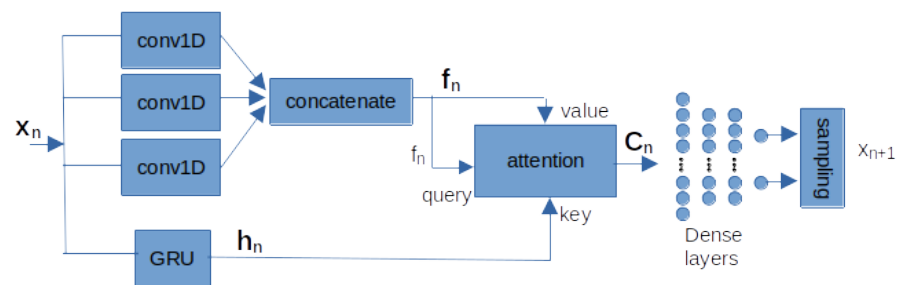 conv1D
conv1D
conv1D
xₙ
concatenate
fₙ
value
fₙ
query
attention
key
Cₙ
GRU
hₙ
Dense
layers
sampling
xₙ₊₁